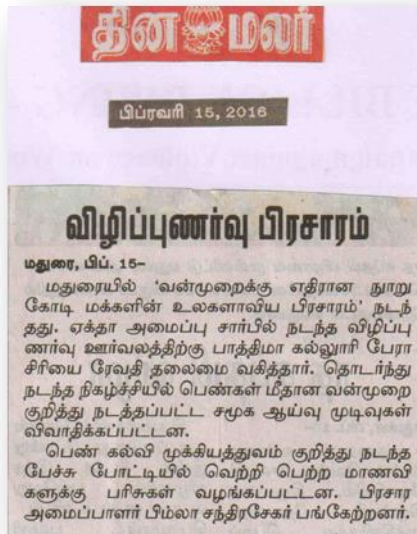 தின மலர்
பிப்ரவரி 15, 2016
விழிப்புணர்வு பிரசாரம்
மதுரை, பிப். 15–
மதுரையில் 'வன்முறைக்கு எதிரான நூறு
கோடி மக்களின் உலகளாவிய பிரசாரம்' நடந்
தது. ஏக்தா அமைப்பு சார்பில் நடந்த விழிப்பு
ணர்வு ஊர்வலத்திற்கு பாத்திமா கல்லூரி பேரா
சிரியை ரேவதி தலைமை வகித்தார். தொடர்ந்து
நடந்த நிகழ்ச்சியில் பெண்கள் மீதான வன்முறை
குறித்து நடத்தப்பட்ட சமூக ஆய்வு முடிவுகள்
விவாதிக்கப்பட்டன.
பெண் கல்வி முக்கியத்துவம் குறித்து நடந்த
பேச்சு போட்டியில் வெற்றி பெற்ற மாணவி
களுக்கு பரிசுகள் வழங்கப்பட்டன. பிரசார
அமைப்பாளர் பிம்லா சந்திரசேகர் பங்கேற்றனர்.